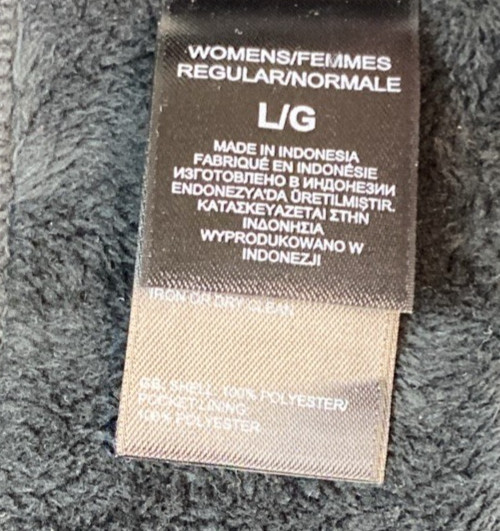 WOMENS/FEMMES
REGULAR/NORMALE
L/G
MADE IN INDONESIA
FABRIQUÉ EN INDONÉSIE
ИЗГОТОВЛЕНО В ИНДОНЕЗИИ
ENDONEZYA'DA ÜRETILMIŞTIR.
ΚΑΤΑΣΚΕΥΑΖΕΤΑΙ ΣΤΗΝ
ΙΝΔΟΝΗΣΙΑ
WYPRODUKOWANO W
INDONEZJI
IRON OR DRY CLEAN
GB, SHELL: 100% POLYESTER/
POCKET LINING:
100% POLYESTER